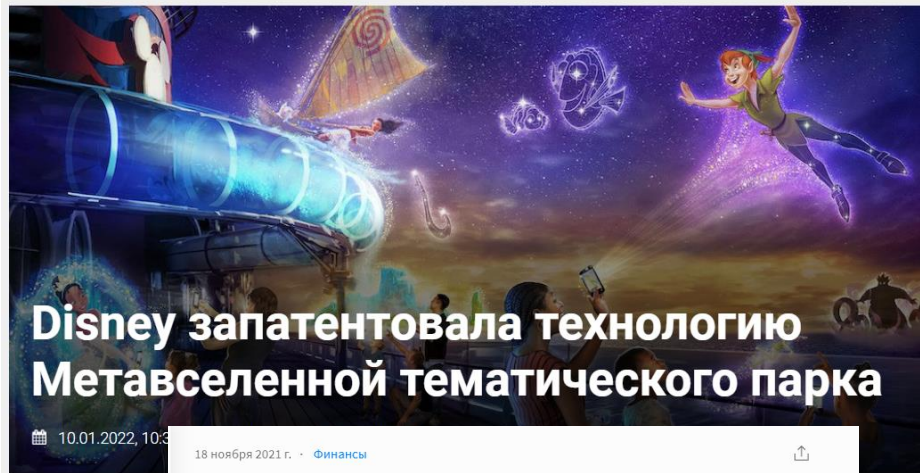 Disney запатентовала технологию
Метавселенной тематического парка
10.01.2022, 10:3
18 ноября 2021 г. · Финансы